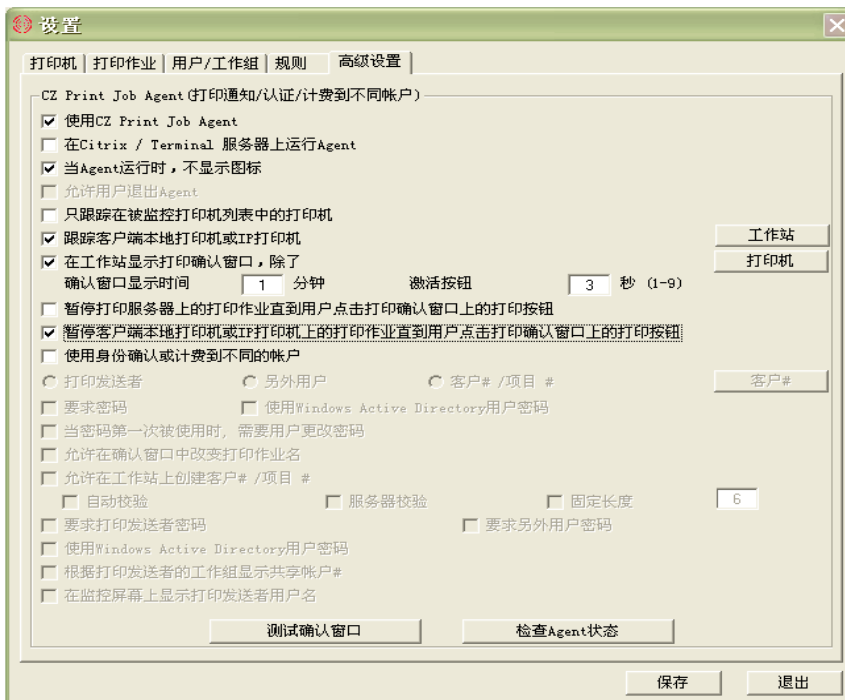 设置
打印机 打印作业 用户/工作组 规则 高级设置
CZ Print Job Agent(打印通知/认证/计费到不同帐户)
使用CZ Print Job Agent
在Citrix / Terminal 服务器上运行Agent
当Agent运行时，不显示图标
允许用户退出Agent
只跟踪在被监控打印机列表中的打印机
跟踪客户端本地打印机或IP打印机 工作站
在工作站显示打印确认窗口，除了 打印机
确认窗口显示时间 1 分钟 激活按钮 3 秒 (1-9)
暂停打印服务器上的打印作业直到用户点击打印确认窗口上的打印按钮
暂停客户端本地打印机或IP打印机上的打印作业直到用户点击打印确认窗口上的打印按钮
使用身份确认或计费到不同的帐户
打印发送者 另外用户 客户# /项目 # 客户#
要求密码 使用Windows Active Directory用户密码
当密码第一次被使用时, 需要用户更改密码
允许在确认窗口中改变打印作业名
允许在工作站上创建客户# /项目 #
自动校验 服务器校验 固定长度 6
要求打印发送者密码 要求另外用户密码
使用Windows Active Directory用户密码
根据打印发送者的工作组显示共享帐户#
在监控屏幕上显示打印发送者用户名
测试确认窗口 检查Agent状态
保存 退出